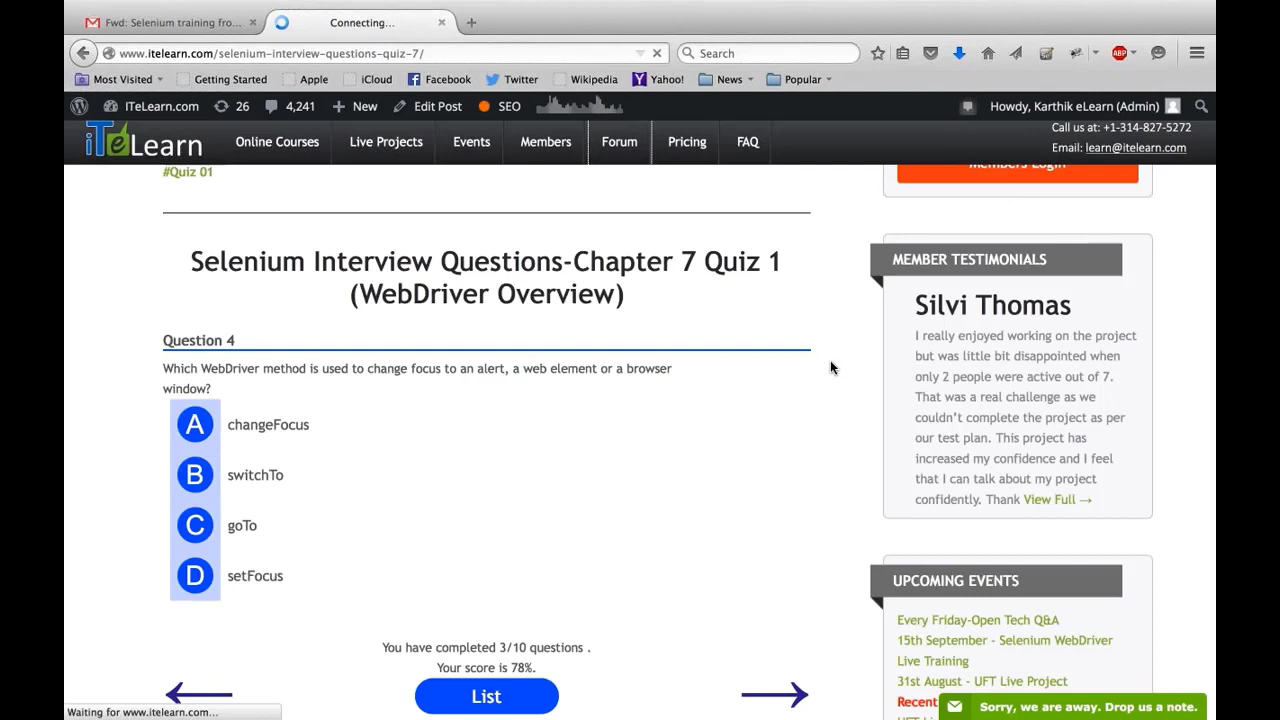 Fwd: Selenium training fro...
Connecting...
www.itelearn.com/selenium-interview-questions-quiz-7/
Search
ABP
Most Visited
Getting Started
Apple
iCloud
Facebook
Twitter
Wikipedia
Yahoo!
News
Popular
ITeLearn.com
26
4,241
New
Edit Post
SEO
Howdy, Karthik eLearn (Admin)
iTeLearn
Online Courses
Live Projects
Events
Members
Forum
Pricing
FAQ
Call us at: +1-314-827-5272
Email: learn@itelearn.com
#Quiz 01
Members Login
Selenium Interview Questions-Chapter 7 Quiz 1
(WebDriver Overview)
Question 4
Which WebDriver method is used to change focus to an alert, a web element or a browser
window?
A changeFocus
B switchTo
C goTo
D setFocus
You have completed 3/10 questions .
Your score is 78%.
List
MEMBER TESTIMONIALS
Silvi Thomas
I really enjoyed working on the project
but was little bit disappointed when
only 2 people were active out of 7.
That was a real challenge as we
couldn't complete the project as per
our test plan. This project has
increased my confidence and I feel
that I can talk about my project
confidently. Thank View Full →
UPCOMING EVENTS
Every Friday-Open Tech Q&A
15th September - Selenium WebDriver
Live Training
31st August - UFT Live Project
Recent
Sorry, we are away. Drop us a note.
Waiting for www.itelearn.com...